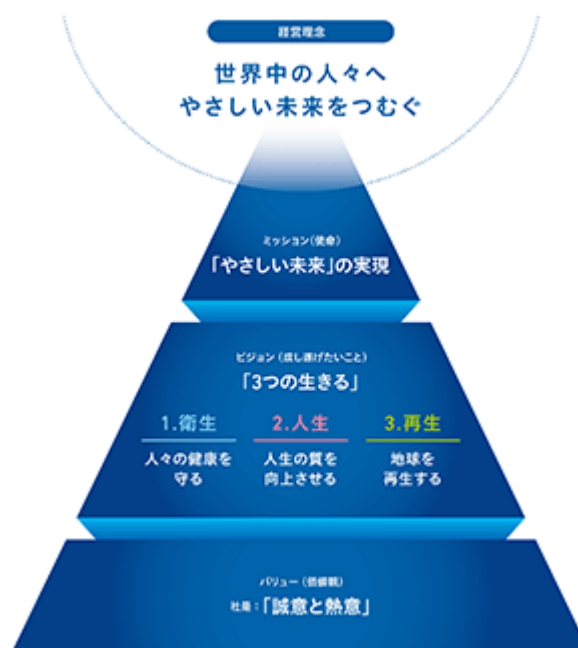 経営理念
世界中の人々へ
やさしい未来をつむぐ
ミッション(使命)
「やさしい未来」の実現
ビジョン(成し遂げたいこと)
「3つの生きる」
1.衛生 2.人生 3.再生
人々の健康を 人生の質を 地球を
守る 向上させる 再生する
バリュー(価値観)
社是:「誠意と熱意」